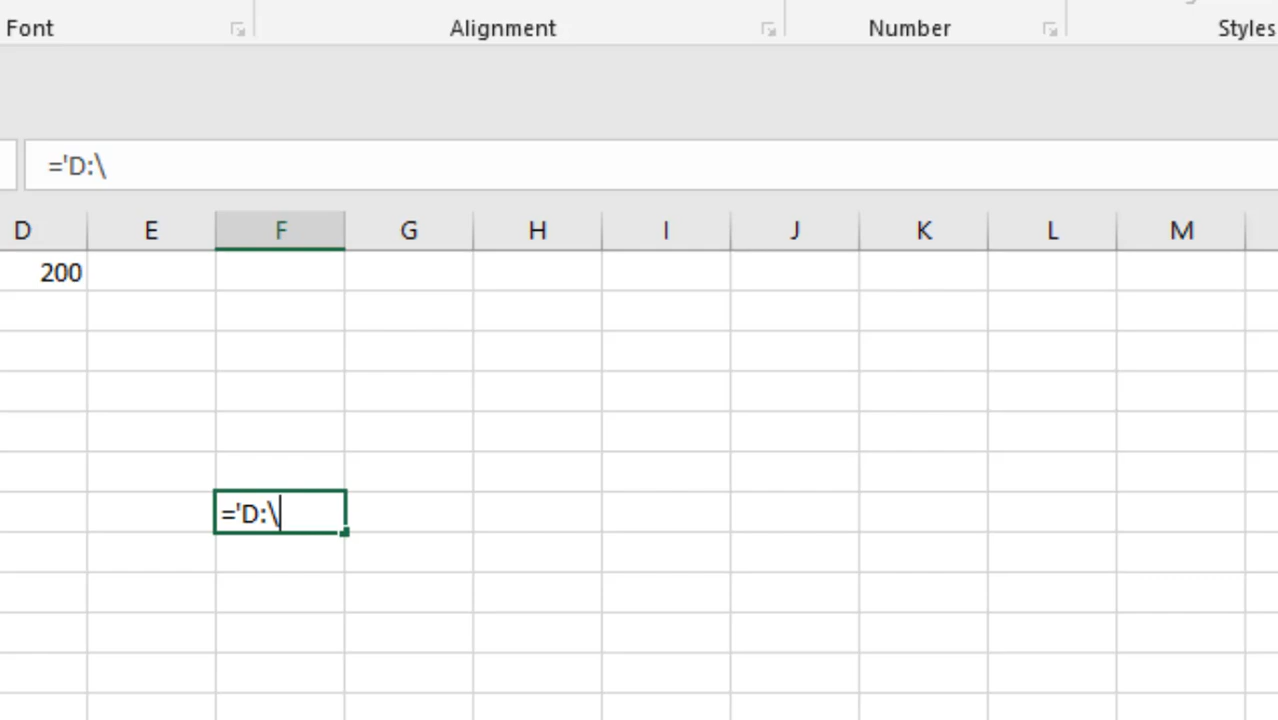 Font Alignment Number Styles
='D:\
D E F G H I J K L M
200
='D:\